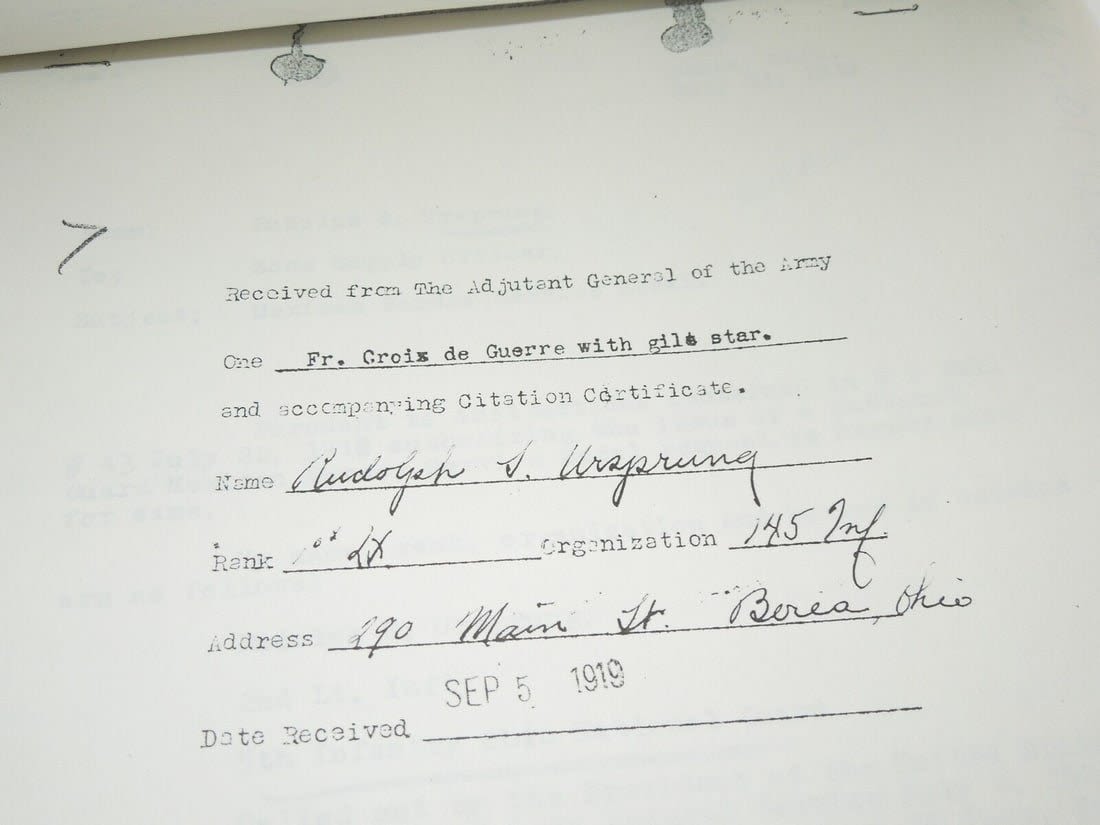 7
Received from The Adjutant General of the Army
One Fr. Croix de Guerre with gilt star.
and accompanying Citation Certificate.
Name Rudolph S. Ursprung
Rank 1st Lt Organization 145 Inf.
Address 290 Main St. Berea, Ohio
SEP 5 1919
Date Received